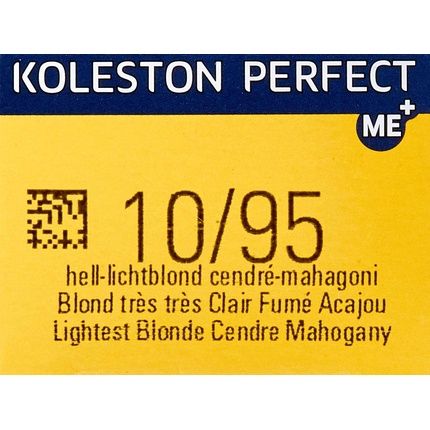 KOLESTON PERFECT
ME+
10/95
hell-lichtblond cendré-mahagoni
Blond très très Clair Fumé Acajou
Lightest Blonde Cendre Mahogany